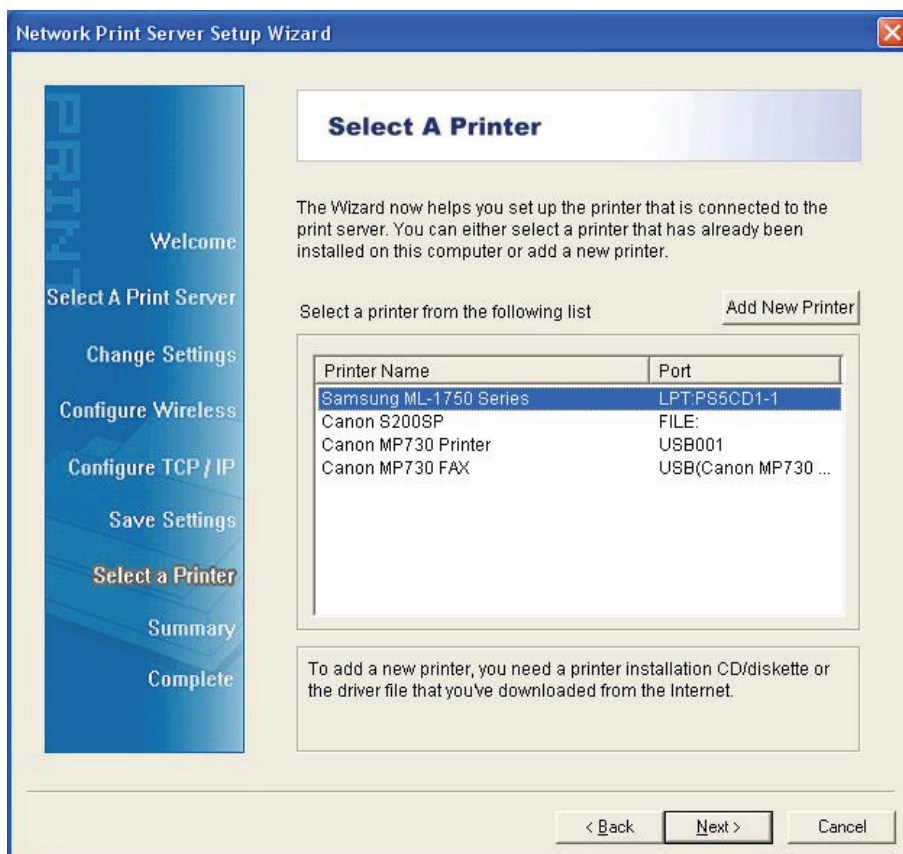 Network Print Server Setup Wizard
PRINT
Welcome
Select A Print Server
Change Settings
Configure Wireless
Configure TCP / IP
Save Settings
Select a Printer
Summary
Complete
Select A Printer
The Wizard now helps you set up the printer that is connected to the
print server. You can either select a printer that has already been
installed on this computer or add a new printer.
Select a printer from the following list
Add New Printer
Printer Name Port
Samsung ML-1750 Series LPT:PS5CD1-1
Canon S200SP FILE:
Canon MP730 Printer USB001
Canon MP730 FAX USB(Canon MP730 ...
To add a new printer, you need a printer installation CD/diskette or
the driver file that you've downloaded from the Internet.
< Back Next > Cancel